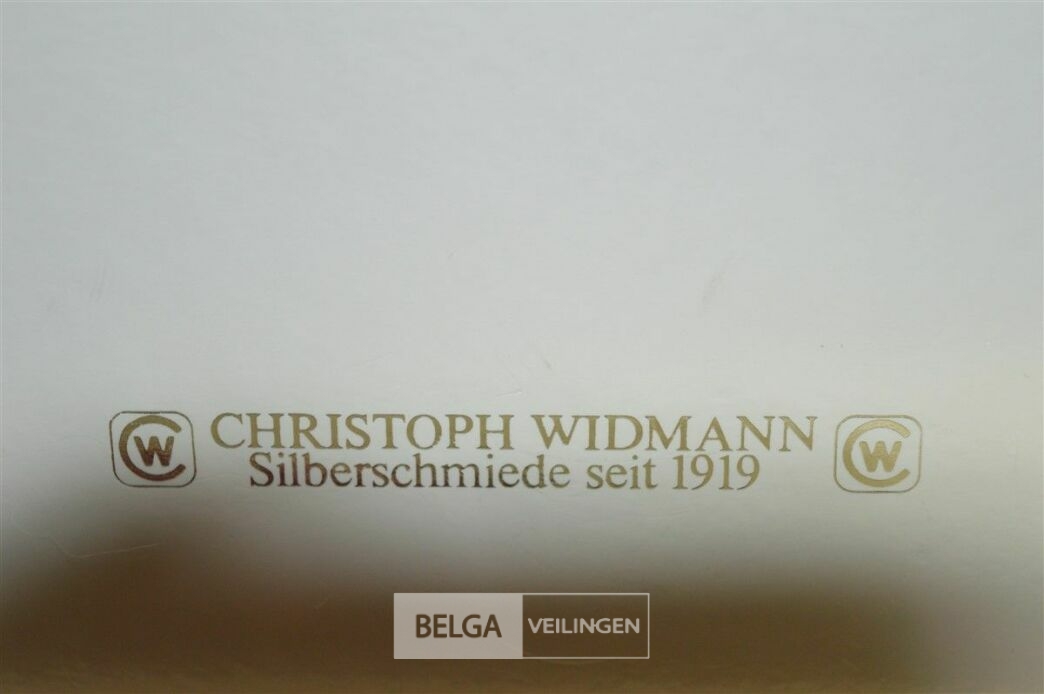 CW CHRISTOPH WIDMANN CW
Silberschmiede seit 1919
BELGA VEILINGEN